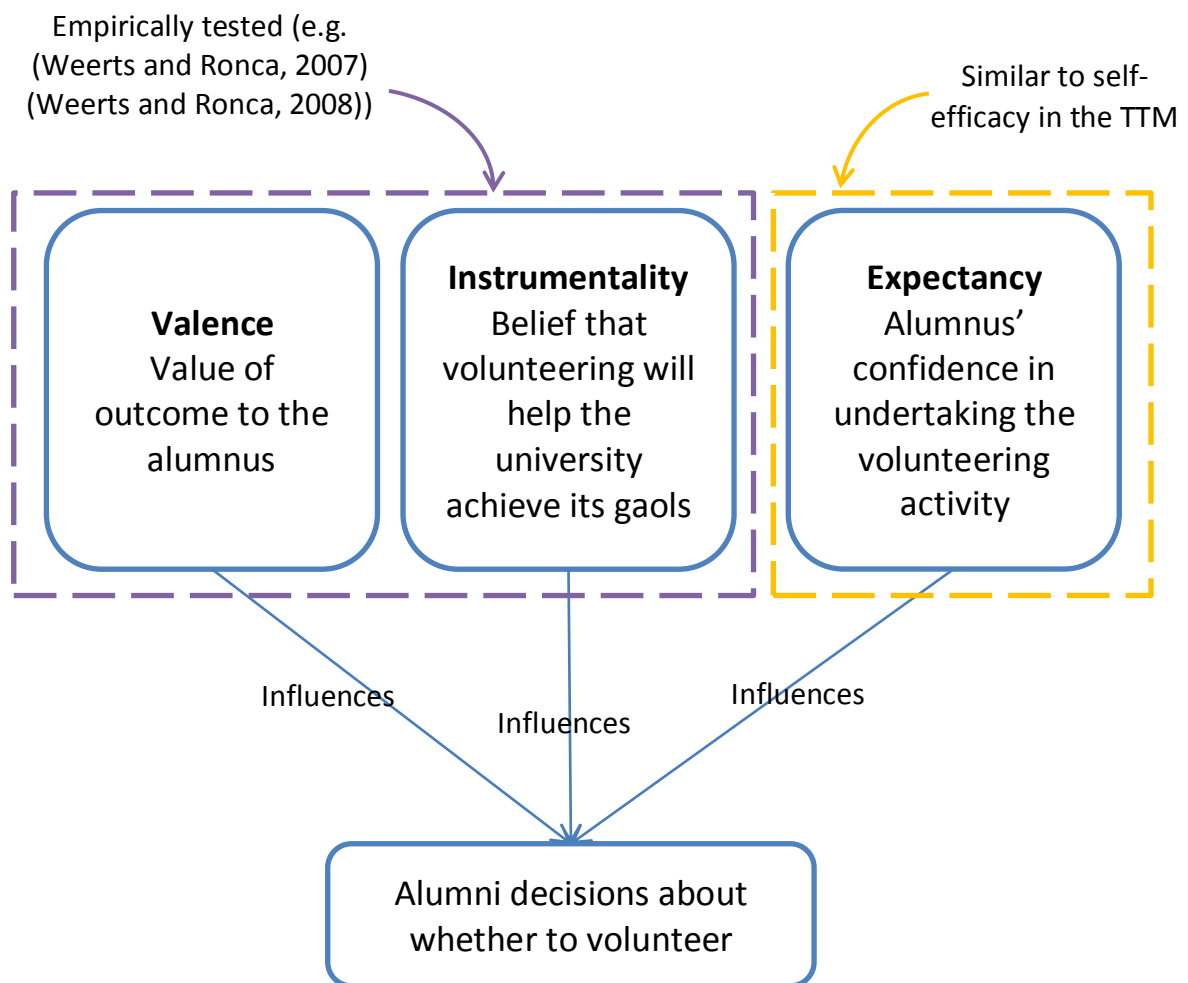 Empirically tested (e.g.
(Weerts and Ronca, 2007)
(Weerts and Ronca, 2008))
Similar to self-
efficacy in the TTM
Valence
Value of
outcome to the
alumnus
Instrumentality
Belief that
volunteering will
help the
university
achieve its gaols
Expectancy
Alumnus’
confidence in
undertaking the
volunteering
activity
Influences
Influences
Influences
Alumni decisions about
whether to volunteer